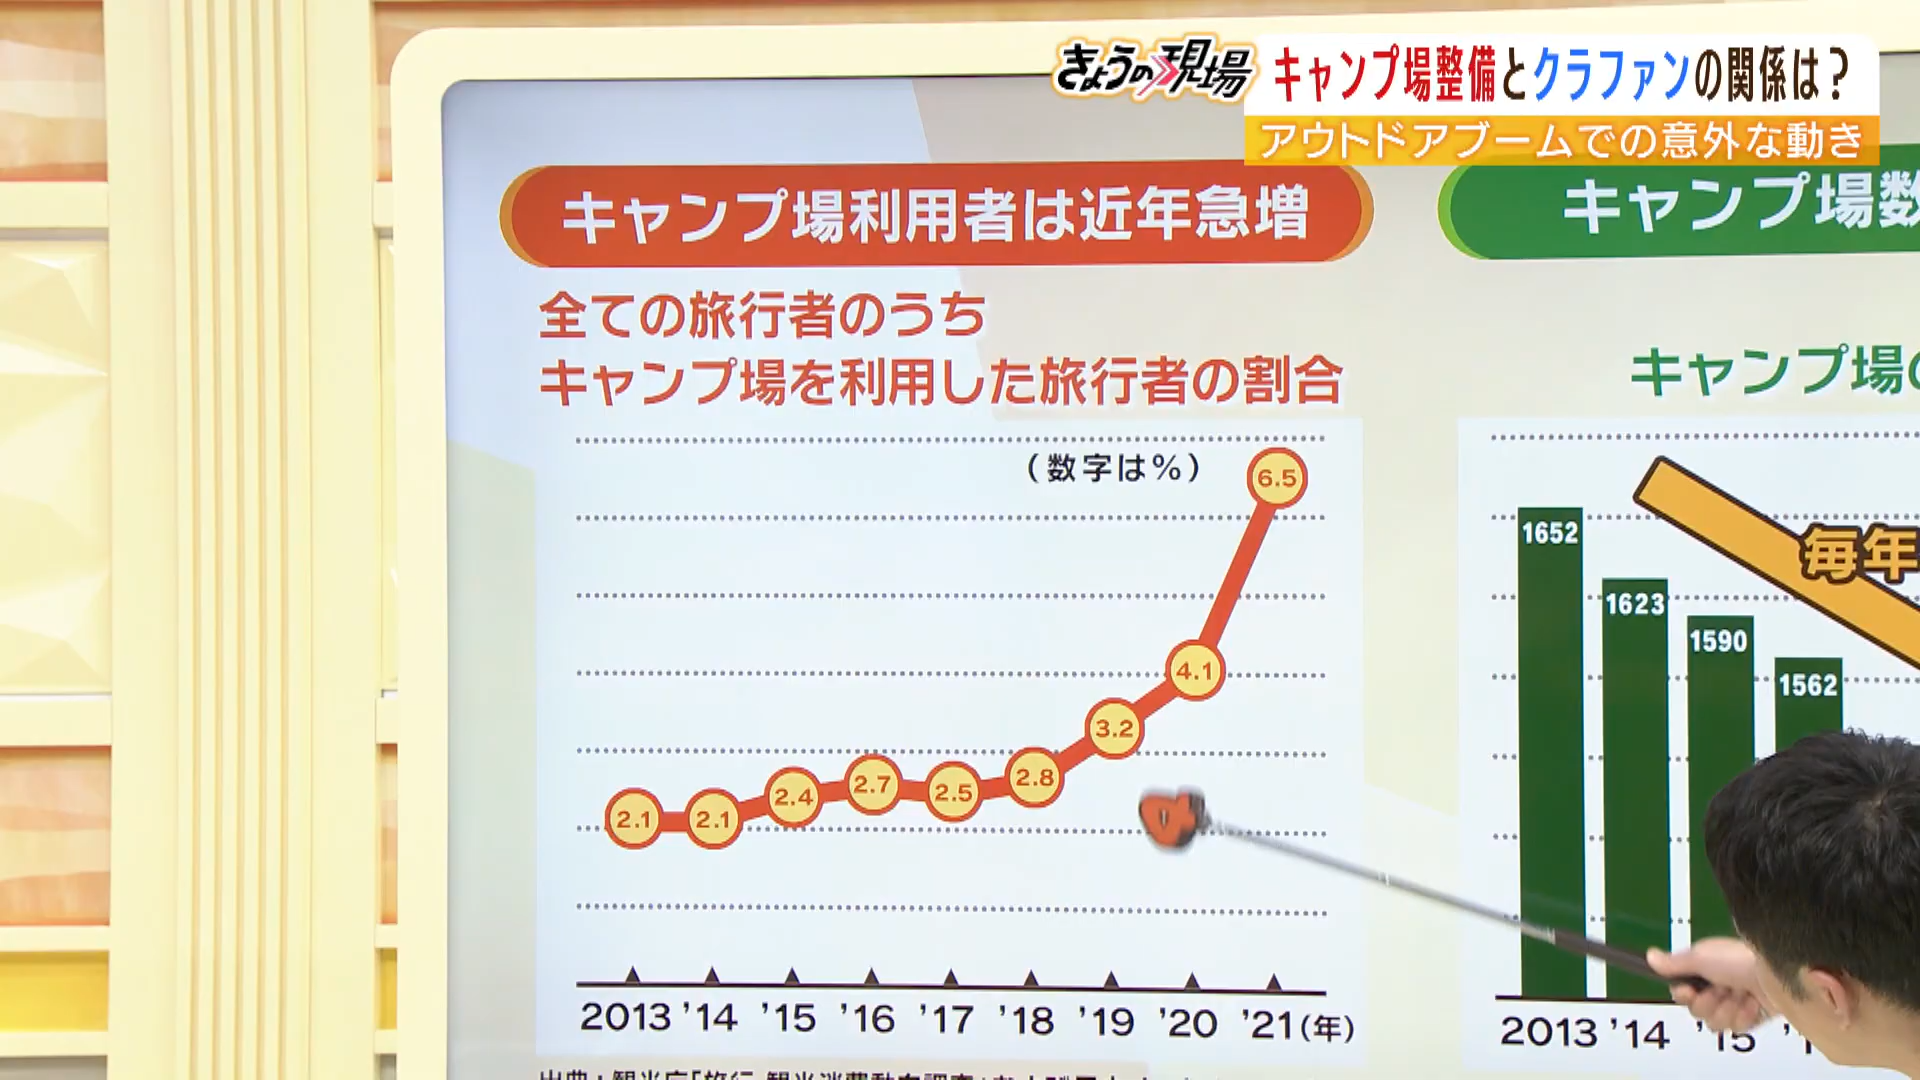 きょうの現場
キャンプ場整備とクラファンの関係は？
アウトドアブームでの意外な動き
キャンプ場利用者は近年急増
全ての旅行者のうち
キャンプ場を利用した旅行者の割合
(数字は%)
6.5
4.1
3.2
2.8
2.5
2.7
2.4
2.1
2.1
2013 '14 '15 '16 '17 '18 '19 '20 '21(年)
キャンプ場数
キャンプ場の
毎年
1652
1623
1590
1562
2013 '14 '15